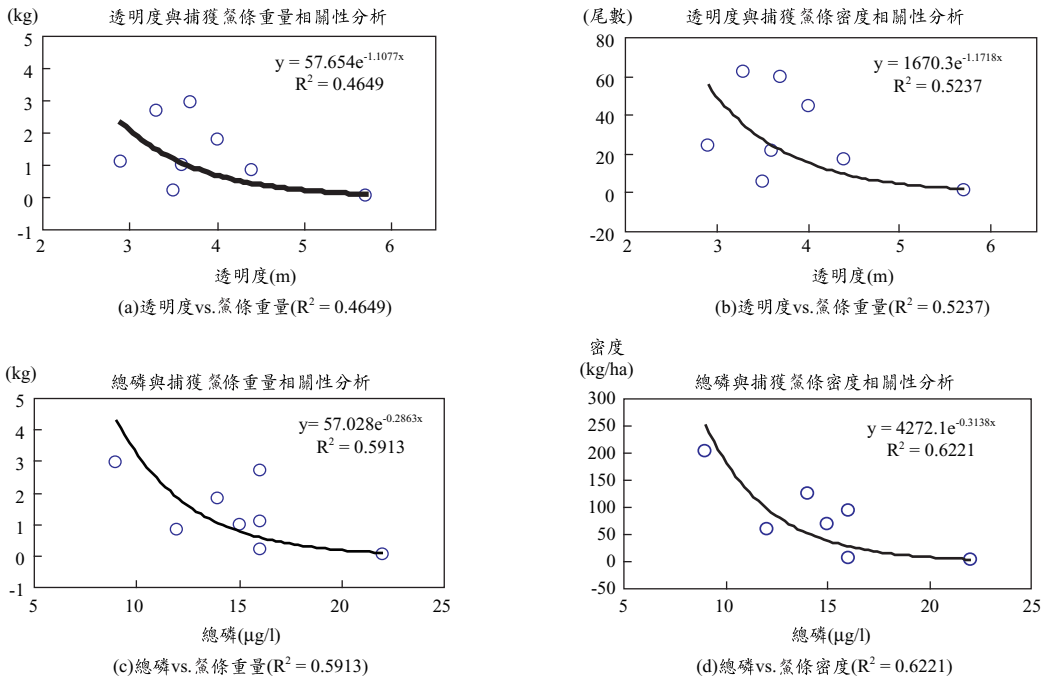 (kg)
透明度與捕獲鰵條重量相關性分析
5
4
3
2
1
0
-1
y = 57.654e-1.1077x
R2 = 0.4649
2 3 4 5 6
透明度(m)
(a)透明度vs.鰵條重量(R2 = 0.4649)
(尾數)
透明度與捕獲鰵條密度相關性分析
80
60
40
20
0
-20
y = 1670.3e-1.1718x
R2 = 0.5237
2 3 4 5 6
透明度(m)
(b)透明度vs.鰵條重量(R2 = 0.5237)
(kg)
總磷與捕獲鰵條重量相關性分析
5
4
3
2
1
0
-1
y= 57.028e-0.2863x
R2 = 0.5913
5 10 15 20 25
總磷(μg/l)
(c)總磷vs.鰵條重量(R2 = 0.5913)
密度
(kg/ha)
總磷與捕獲鰵條密度相關性分析
300
250
200
150
100
50
0
-50
y = 4272.1e-0.3138x
R2 = 0.6221
5 10 15 20 25
總磷(μg/l)
(d)總磷vs.鰵條密度(R2 = 0.6221)